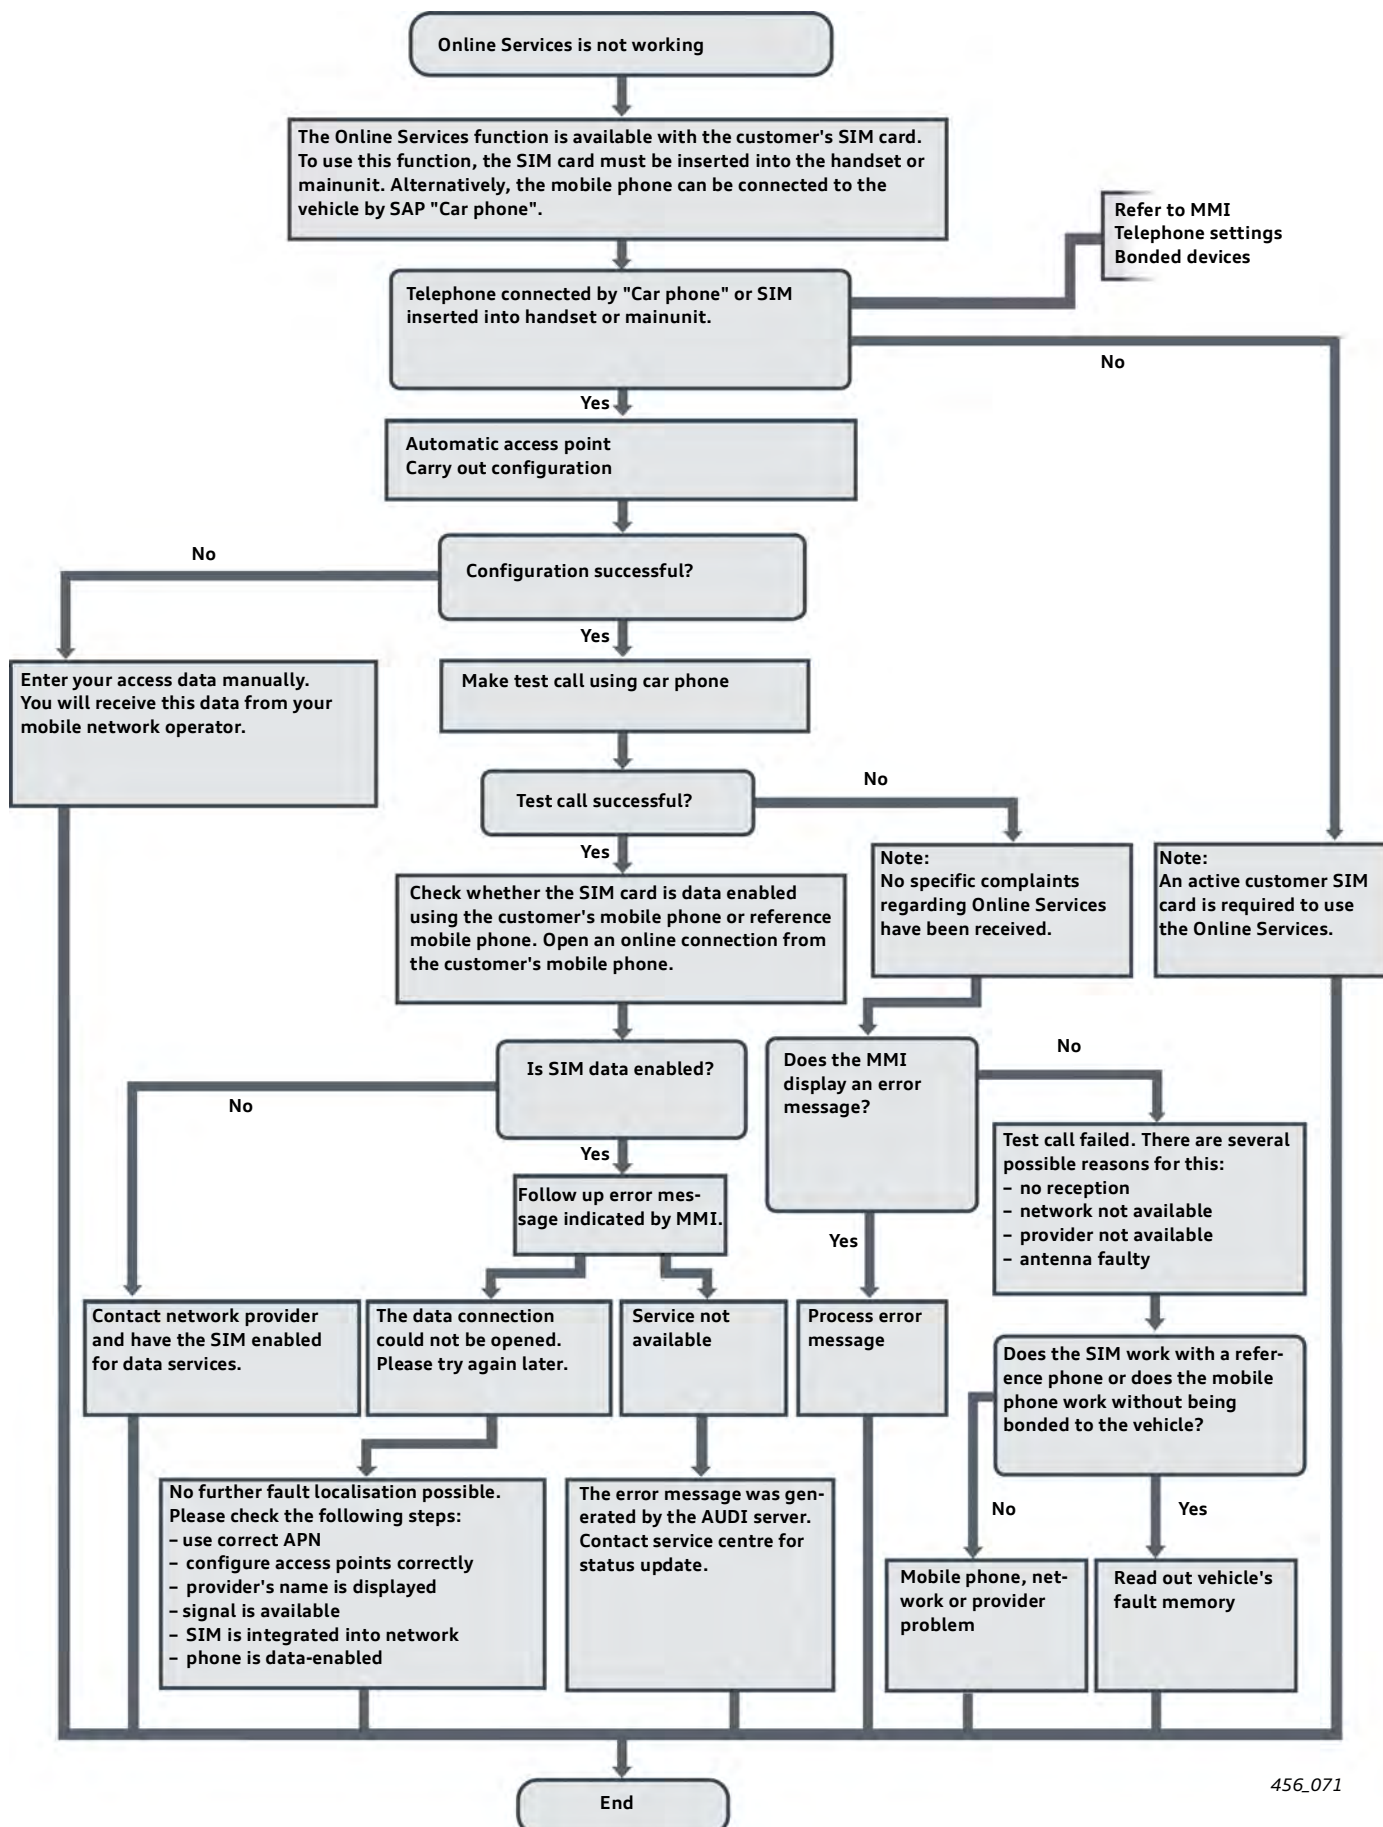 Online Services is not working
The Online Services function is available with the customer's SIM card.
To use this function, the SIM card must be inserted into the handset or
mainunit. Alternatively, the mobile phone can be connected to the
vehicle by SAP "Car phone".
Refer to MMI
Telephone settings
Bonded devices
Telephone connected by "Car phone" or SIM
inserted into handset or mainunit.
No
Yes
Automatic access point
Carry out configuration
No
Configuration successful?
Yes
Enter your access data manually.
You will receive this data from your
mobile network operator.
Make test call using car phone
Test call successful?
No
Yes
Check whether the SIM card is data enabled
using the customer's mobile phone or reference
mobile phone. Open an online connection from
the customer's mobile phone.
Note:
No specific complaints
regarding Online Services
have been received.
Note:
An active customer SIM
card is required to use
the Online Services.
Is SIM data enabled?
No
Yes
Does the MMI
display an error
message?
No
Yes
Follow up error mes-
sage indicated by MMI.
Test call failed. There are several
possible reasons for this:
– no reception
– network not available
– provider not available
– antenna faulty
Contact network provider
and have the SIM enabled
for data services.
The data connection
could not be opened.
Please try again later.
Service not
available
Process error
message
Does the SIM work with a refer-
ence phone or does the mobile
phone work without being
bonded to the vehicle?
No
Yes
No further fault localisation possible.
Please check the following steps:
– use correct APN
– configure access points correctly
– provider's name is displayed
– signal is available
– SIM is integrated into network
– phone is data-enabled
The error message was gen-
erated by the AUDI server.
Contact service centre for
status update.
Mobile phone, net-
work or provider
problem
Read out vehicle's
fault memory
End
456_071